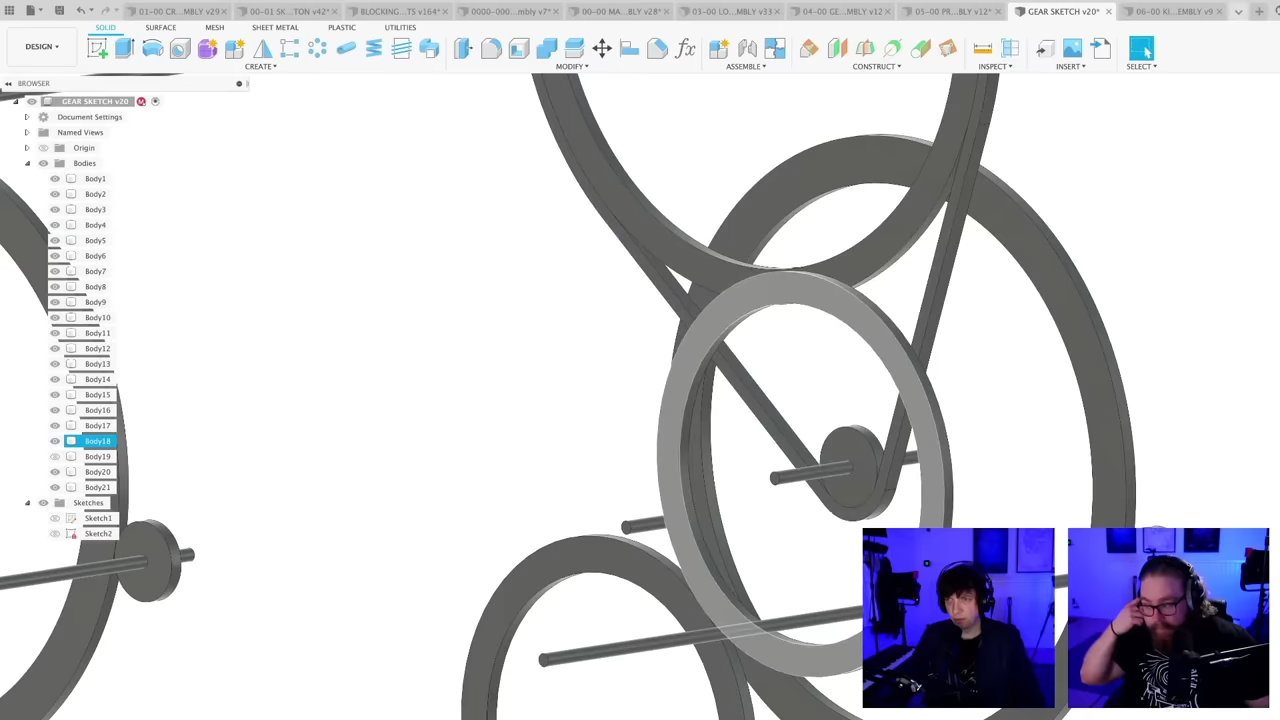 01-00 CR...MBLY v29*
00-01 SK...TON v42*
BLOCKING...TS v164*
0000-000...mbly v7*
00-00 MA...BLY v28*
03-00 LO...MBLY v33
04-00 GE...MBLY v12
05-00 PR...BLY v12*
GEAR SKETCH v20*
06-00 KI...EMBLY v9
SOLID
SURFACE
MESH
SHEET METAL
PLASTIC
UTILITIES
DESIGN
CREATE
MODIFY
ASSEMBLE
CONSTRUCT
INSPECT
INSERT
SELECT
BROWSER
GEAR SKETCH v20
Document Settings
Named Views
Origin
Bodies
Body1
Body2
Body3
Body4
Body5
Body6
Body7
Body8
Body9
Body10
Body11
Body12
Body13
Body14
Body15
Body16
Body17
Body18
Body19
Body20
Body21
Sketches
Sketch1
Sketch2